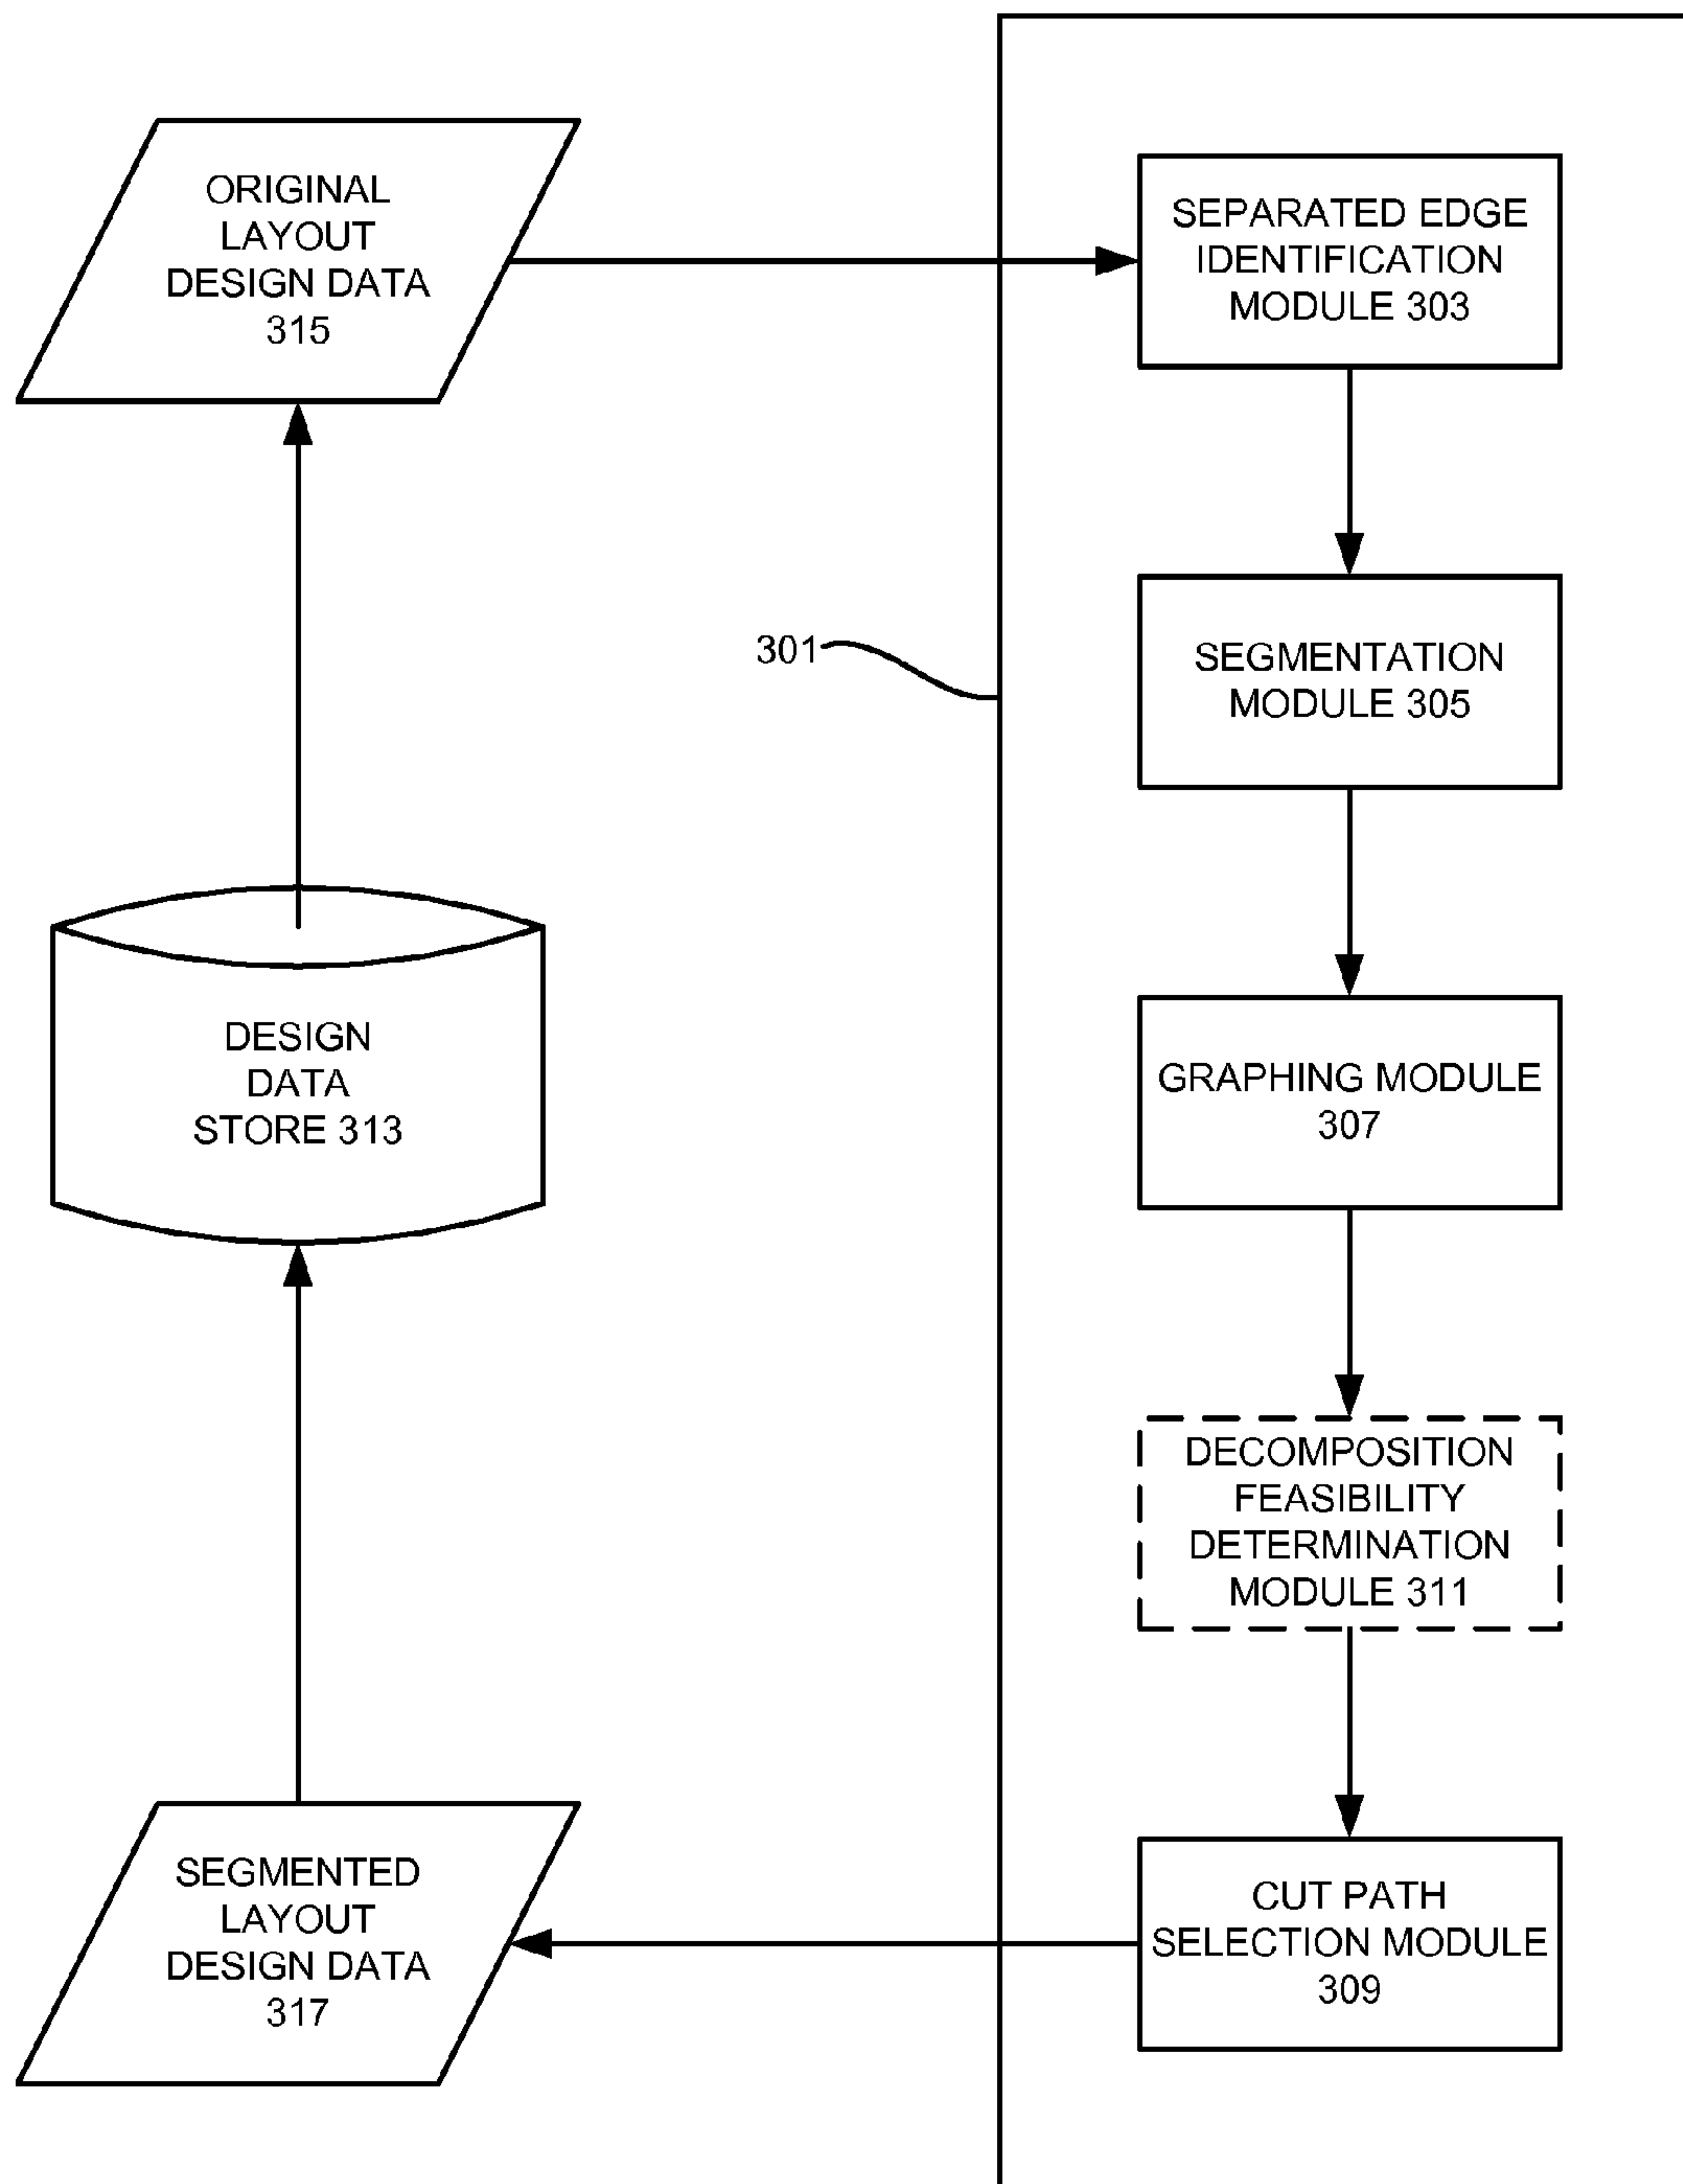 ORIGINAL
LAYOUT
DESIGN DATA
315
SEPARATED EDGE
IDENTIFICATION
MODULE 303
301
SEGMENTATION
MODULE 305
DESIGN
DATA
STORE 313
GRAPHING MODULE
307
DECOMPOSITION
FEASIBILITY
DETERMINATION
MODULE 311
SEGMENTED
LAYOUT
DESIGN DATA
317
CUT PATH
SELECTION MODULE
309